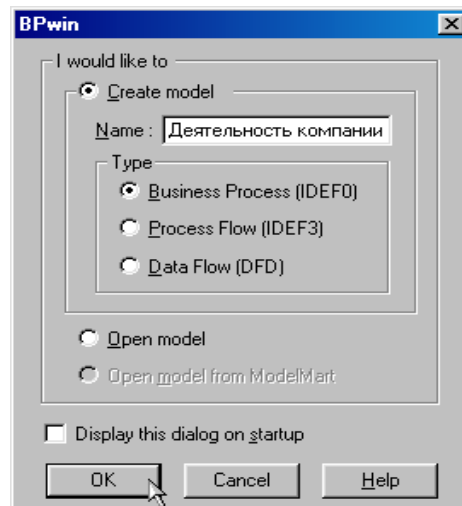 BPwin
I would like to
Create model
Name : Деятельность компании
Type
Business Process (IDEF0)
Process Flow (IDEF3)
Data Flow (DFD)
Open model
Open model from ModelMart
Display this dialog on startup
OK Cancel Help